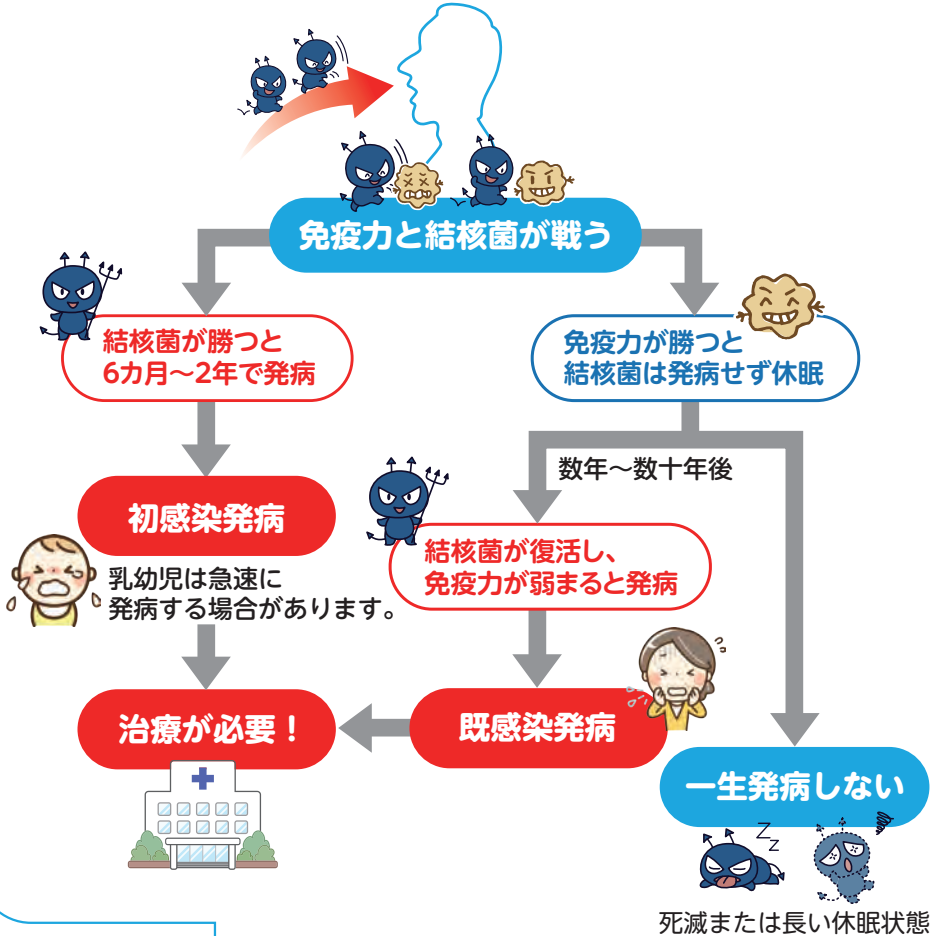 免疫力と結核菌が戦う
結核菌が勝つと
6カ月～2年で発病
免疫力が勝つと
結核菌は発病せず休眠
数年～数十年後
初感染発病
乳幼児は急速に
発病する場合があります。
結核菌が復活し、
免疫力が弱まると発病
治療が必要！
既感染発病
一生発病しない
Zz
死滅または長い休眠状態